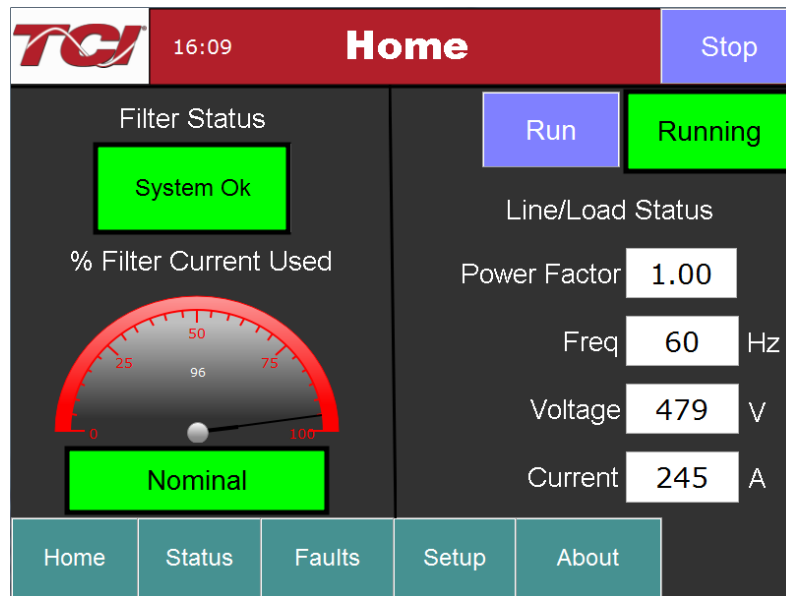 TCI
16:09
Home
Stop
Filter Status
System Ok
% Filter Current Used
0
25
50
75
100
96
Nominal
Run
Running
Line/Load Status
Power Factor 1.00
Freq 60 Hz
Voltage 479 V
Current 245 A
Home Status Faults Setup About